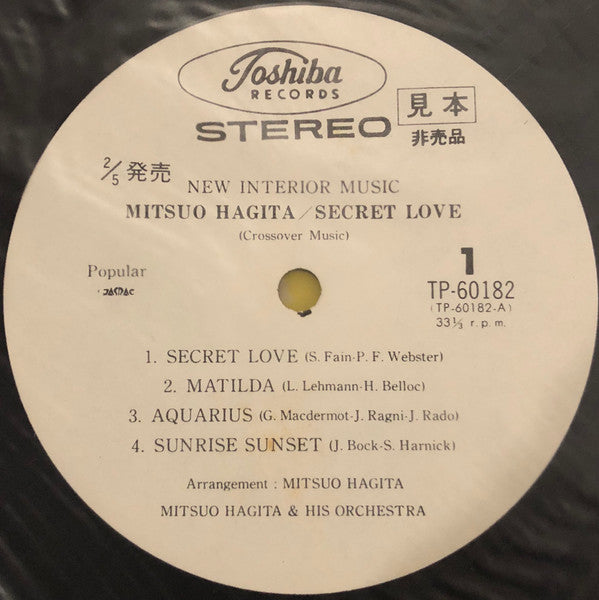 Toshiba
RECORDS
STEREO
見本
非売品
2/5 発売
NEW INTERIOR MUSIC
MITSUO HAGITA/SECRET LOVE
(Crossover Music)
Popular
JASRAC
1
TP-60182
(TP-60182-A)
33⅓ r.p.m.
1. SECRET LOVE (S. Fain-P. F. Webster)
2. MATILDA (L. Lehmann-H. Belloc)
3. AQUARIUS (G. Macdermot-J. Ragni-J. Rado)
4. SUNRISE SUNSET (J. Bock-S. Harnick)
Arrangement : MITSUO HAGITA
MITSUO HAGITA & HIS ORCHESTRA